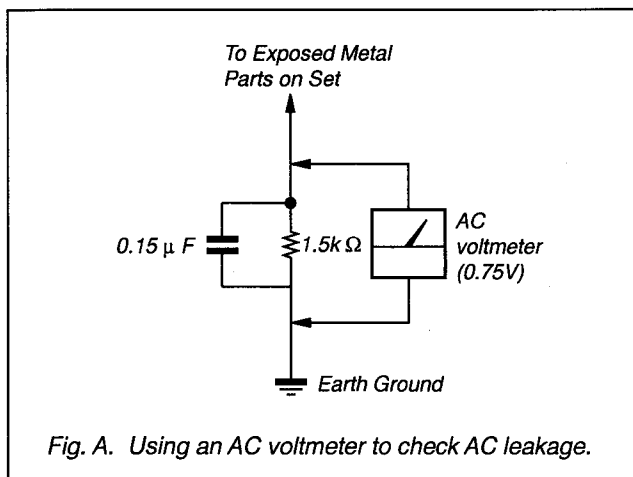 To Exposed Metal
Parts on Set
0.15 μ F
1.5k Ω
AC
voltmeter
(0.75V)
Earth Ground
Fig. A. Using an AC voltmeter to check AC leakage.